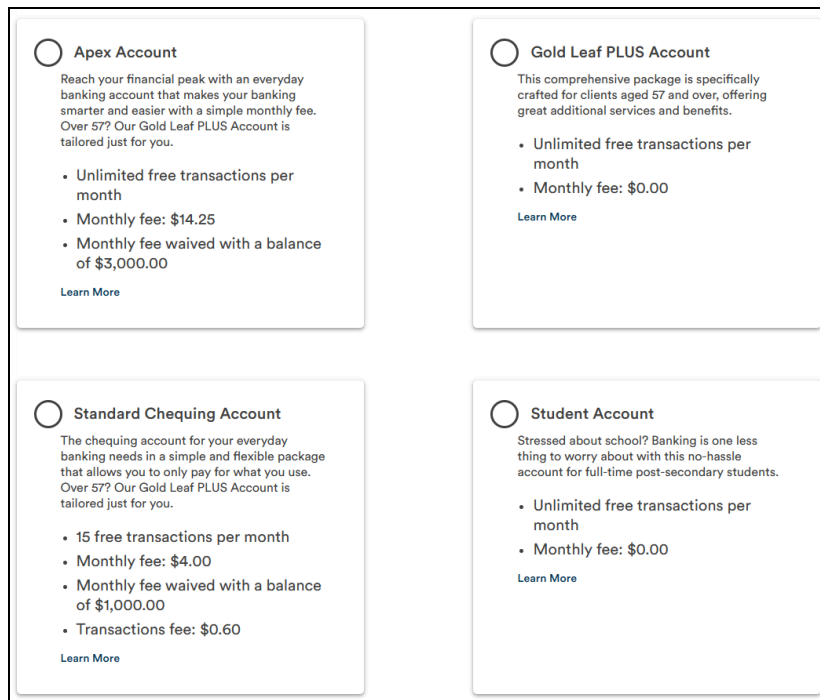 Apex Account
Reach your financial peak with an everyday
banking account that makes your banking
smarter and easier with a simple monthly fee.
Over 57? Our Gold Leaf PLUS Account is
tailored just for you.
• Unlimited free transactions per
month
• Monthly fee: $14.25
• Monthly fee waived with a balance
of $3,000.00
Learn More
Gold Leaf PLUS Account
This comprehensive package is specifically
crafted for clients aged 57 and over, offering
great additional services and benefits.
• Unlimited free transactions per
month
• Monthly fee: $0.00
Learn More
Standard Chequing Account
The chequing account for your everyday
banking needs in a simple and flexible package
that allows you to only pay for what you use.
Over 57? Our Gold Leaf PLUS Account is
tailored just for you.
• 15 free transactions per month
• Monthly fee: $4.00
• Monthly fee waived with a balance
of $1,000.00
• Transactions fee: $0.60
Learn More
Student Account
Stressed about school? Banking is one less
thing to worry about with this no-hassle
account for full-time post-secondary students.
• Unlimited free transactions per
month
• Monthly fee: $0.00
Learn More